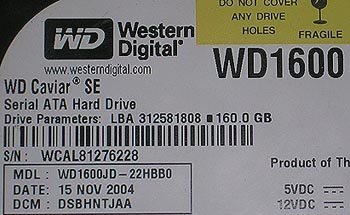 DO NOT COVER
ANY DRIVE
HOLES
FRAGILE
WD Western
Digital®
www.westerndigital.com
WD1600
WD Caviar® SE
Serial ATA Hard Drive
Drive Parameters: LBA 312581808 ■ 160.0 GB
S/N: WCAL81276228
MDL: WD1600JD-22HBB0
DATE: 15 NOV 2004
DCM: DSBHNTJAA
Product of Th
5VDC
12VDC